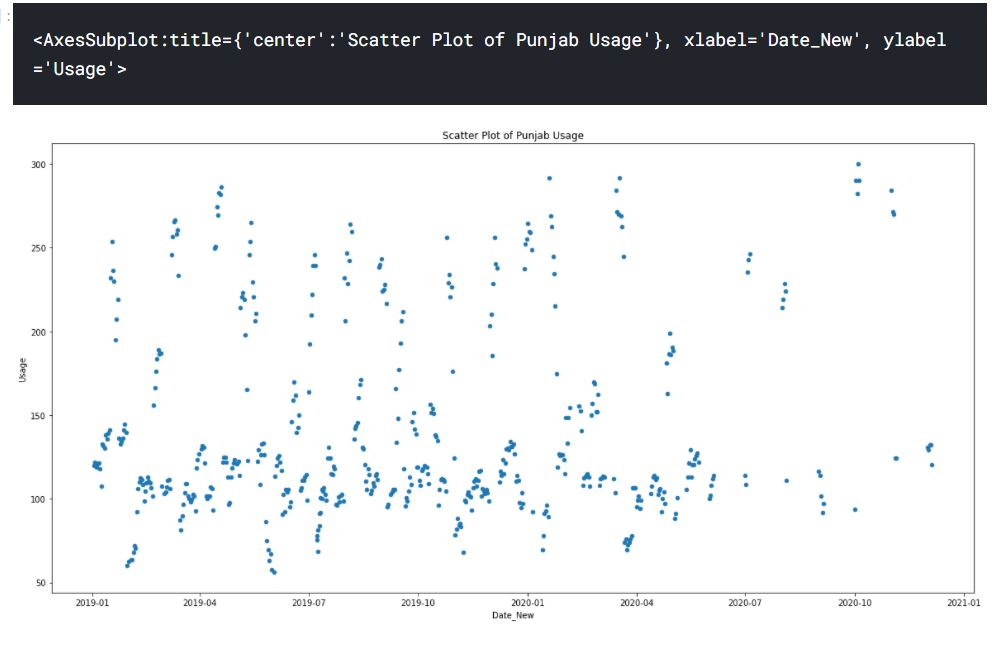 :
<AxesSubplot:title={'center':'Scatter Plot of Punjab Usage'}, xlabel='Date_New', ylabel
='Usage'>
Scatter Plot of Punjab Usage
300
250
200
150
100
50
Usage
2019-01 2019-04 2019-07 2019-10 2020-01 2020-04 2020-07 2020-10 2021-01
Date_New